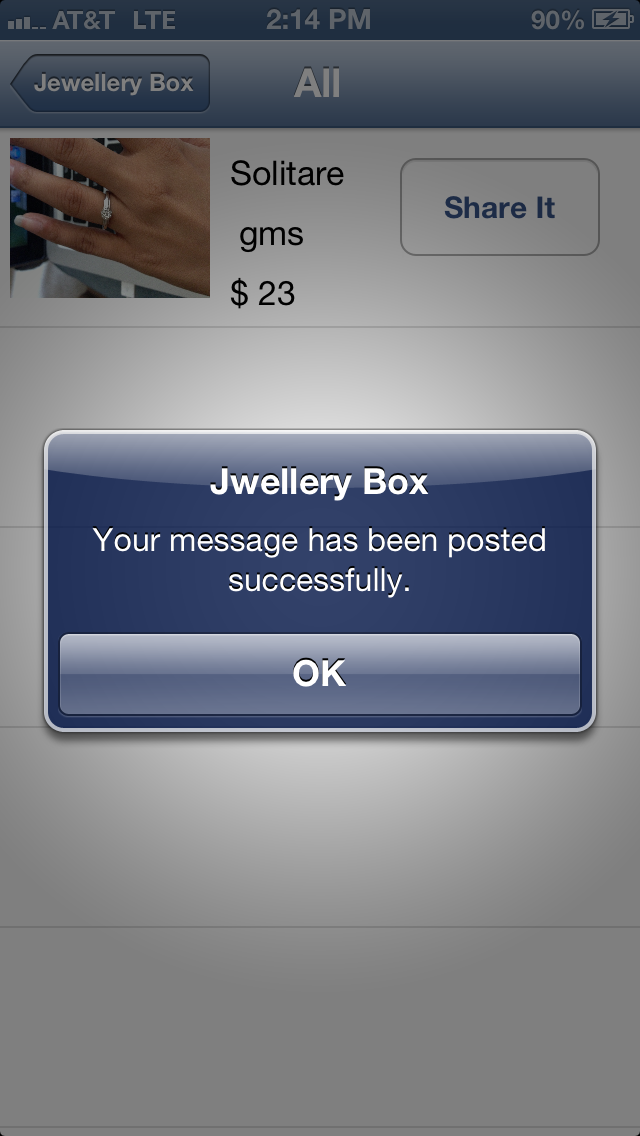 AT&T LTE 2:14 PM 90%
Jewellery Box All
Solitare
gms
$ 23
Share It
Jwellery Box
Your message has been posted
successfully.
OK